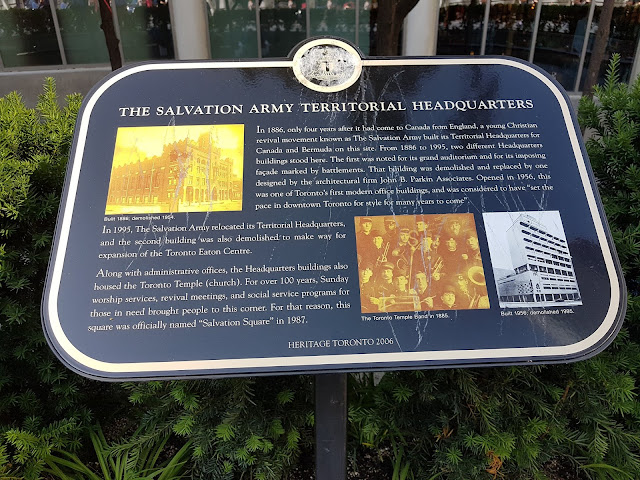 THE SALVATION ARMY TERRITORIAL HEADQUARTERS
In 1886, only four years after it had come to Canada from England, a young Christian
revival movement known as The Salvation Army built its Territorial Headquarters for
Canada and Bermuda on this site. From 1886 to 1995, two different Headquarters
buildings stood here. The first was noted for its grand auditorium and for its imposing
façade marked by battlements. That building was demolished and replaced by one
designed by the architectural firm John B. Parkin Associates. Opened in 1956, this
was one of Toronto's first modern office buildings, and was considered to have "set the
pace in downtown Toronto for style for many years to come".
Built 1886; demolished 1954.
In 1995, The Salvation Army relocated its Territorial Headquarters,
and the second building was also demolished to make way for
expansion of the Toronto Eaton Centre.
Along with administrative offices, the Headquarters buildings also
housed the Toronto Temple (church). For over 100 years, Sunday
worship services, revival meetings, and social service programs for
those in need brought people to this corner. For that reason, this
square was officially named "Salvation Square" in 1987.
The Toronto Temple Band in 1885.
Built 1956; demolished 1995.
HERITAGE TORONTO 2006